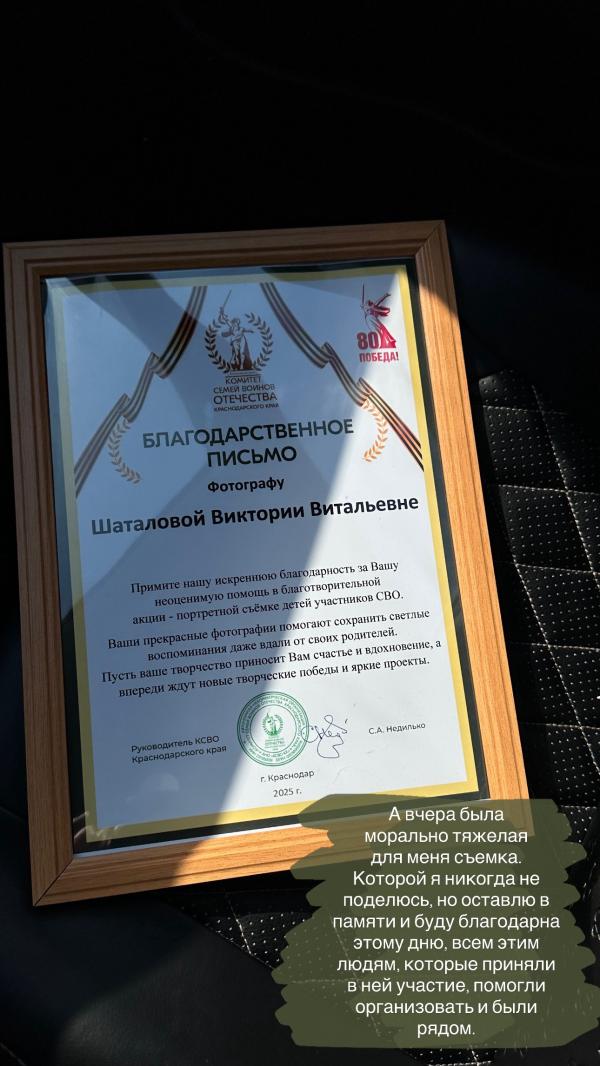 КОМИТЕТ
СЕМЕЙ ВОИНОВ
ОТЕЧЕСТВА
КРАСНОДАРСКОГО КРАЯ
80
ПОБЕДА!
БЛАГОДАРСТВЕННОЕ
ПИСЬМО
Фотографу
Шаталовой Виктории Витальевне
Примите нашу искреннюю благодарность за Вашу
неоценимую помощь в благотворительной
акции - портретной съёмке детей участников СВО.
Ваши прекрасные фотографии помогают сохранить светлые
воспоминания даже вдали от своих родителей.
Пусть ваше творчество приносит Вам счастье и вдохновение, а
впереди ждут новые творческие победы и яркие проекты.
Руководитель КСВО
Краснодарского края
С.А. Недилько
г. Краснодар
2025 г.
А вчера была
морально тяжелая
для меня съемка.
Которой я никогда не
поделюсь, но оставлю в
памяти и буду благодарна
этому дню, всем этим
людям, которые приняли
в ней участие, помогли
организовать и были
рядом.